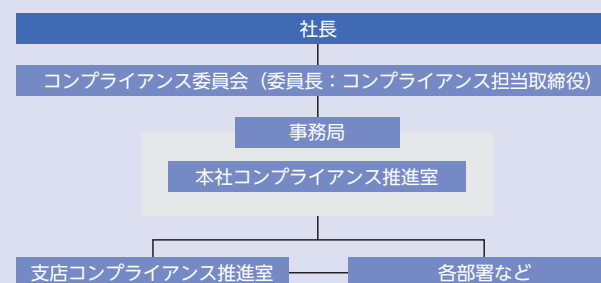 社長
コンプライアンス委員会（委員長：コンプライアンス担当取締役）
事務局
本社コンプライアンス推進室
支店コンプライアンス推進室
各部署など